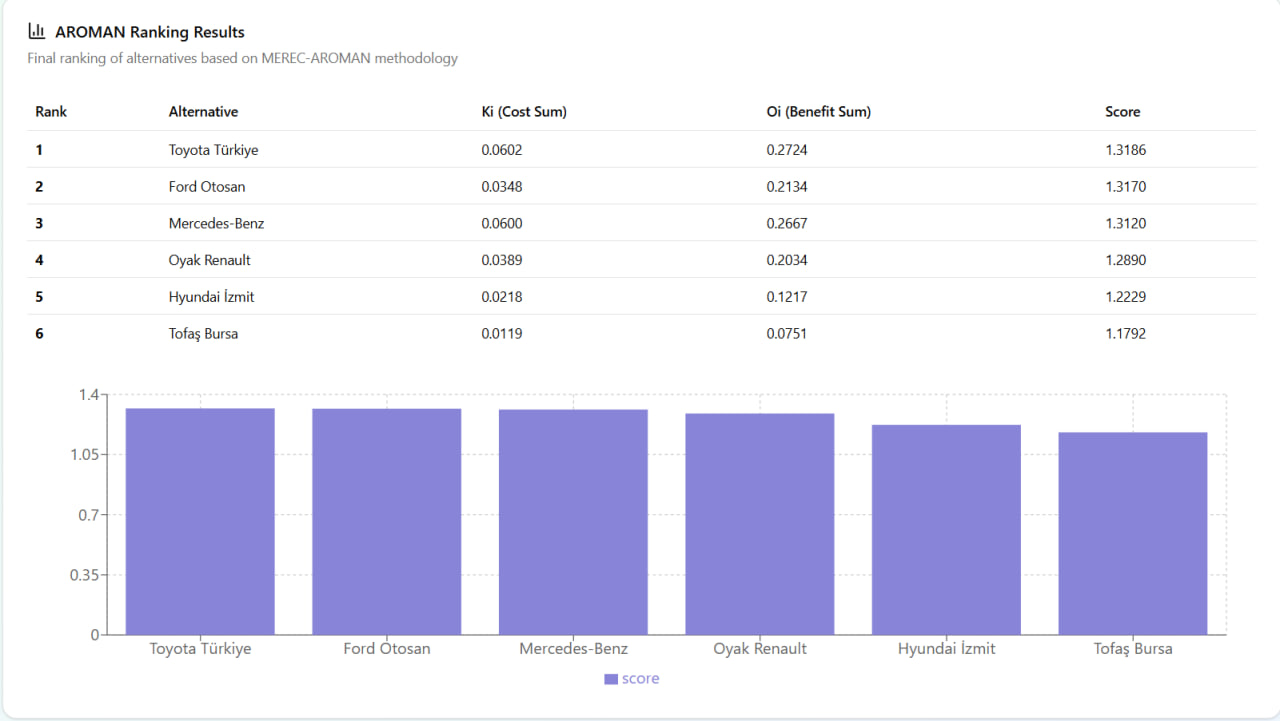 AROMAN Ranking Results
Final ranking of alternatives based on MEREC-AROMAN methodology
Rank Alternative Ki (Cost Sum) Oi (Benefit Sum) Score
1 Toyota Türkiye 0.0602 0.2724 1.3186
2 Ford Otosan 0.0348 0.2134 1.3170
3 Mercedes-Benz 0.0600 0.2667 1.3120
4 Oyak Renault 0.0389 0.2034 1.2890
5 Hyundai İzmit 0.0218 0.1217 1.2229
6 Tofaş Bursa 0.0119 0.0751 1.1792
1.4
1.05
0.7
0.35
0
Toyota Türkiye Ford Otosan Mercedes-Benz Oyak Renault Hyundai İzmit Tofaş Bursa
score